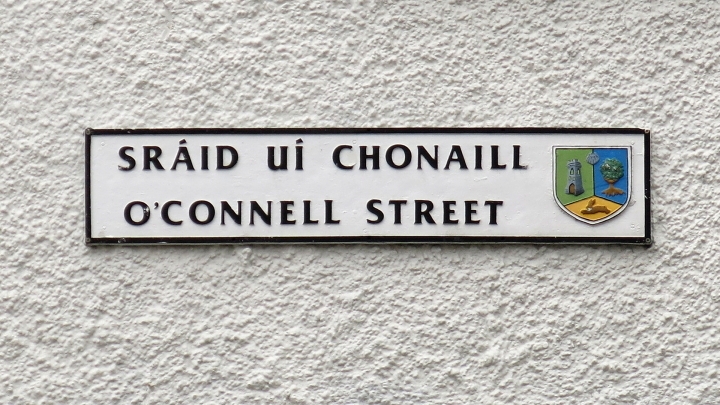 SRÁID uí CHONAILL
O'CONNELL STREET